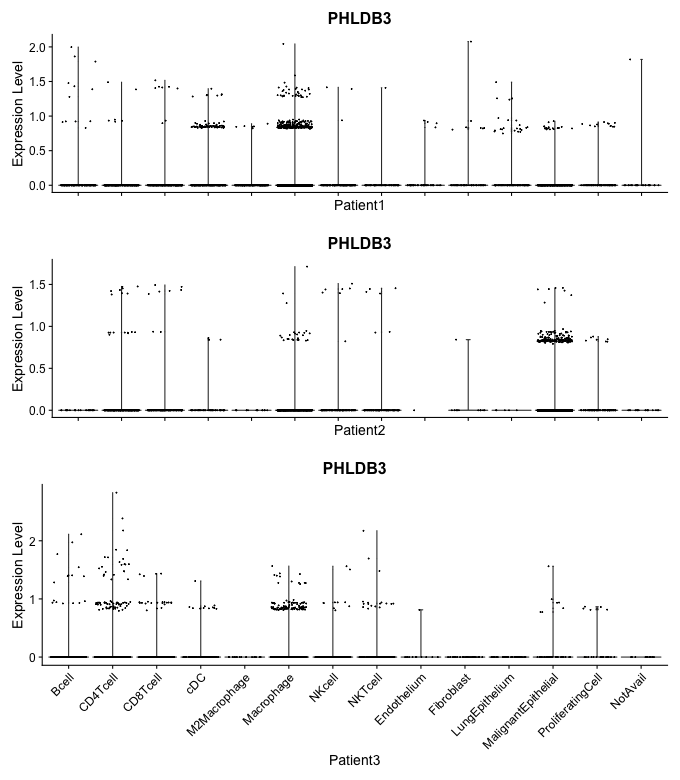 PHLDB3
Expression Level
2.0
1.5
1.0
0.5
0.0
Patient1
PHLDB3
Expression Level
1.5
1.0
0.5
0.0
Patient2
PHLDB3
Expression Level
2
1
0
Bcell
CD4Tcell
CD8Tcell
cDC
M2Macrophage
Macrophage
NKcell
NKTcell
Endothelium
Fibroblast
LungEpithelium
MalignantEpithelial
ProliferatingCell
NotAvail
Patient3